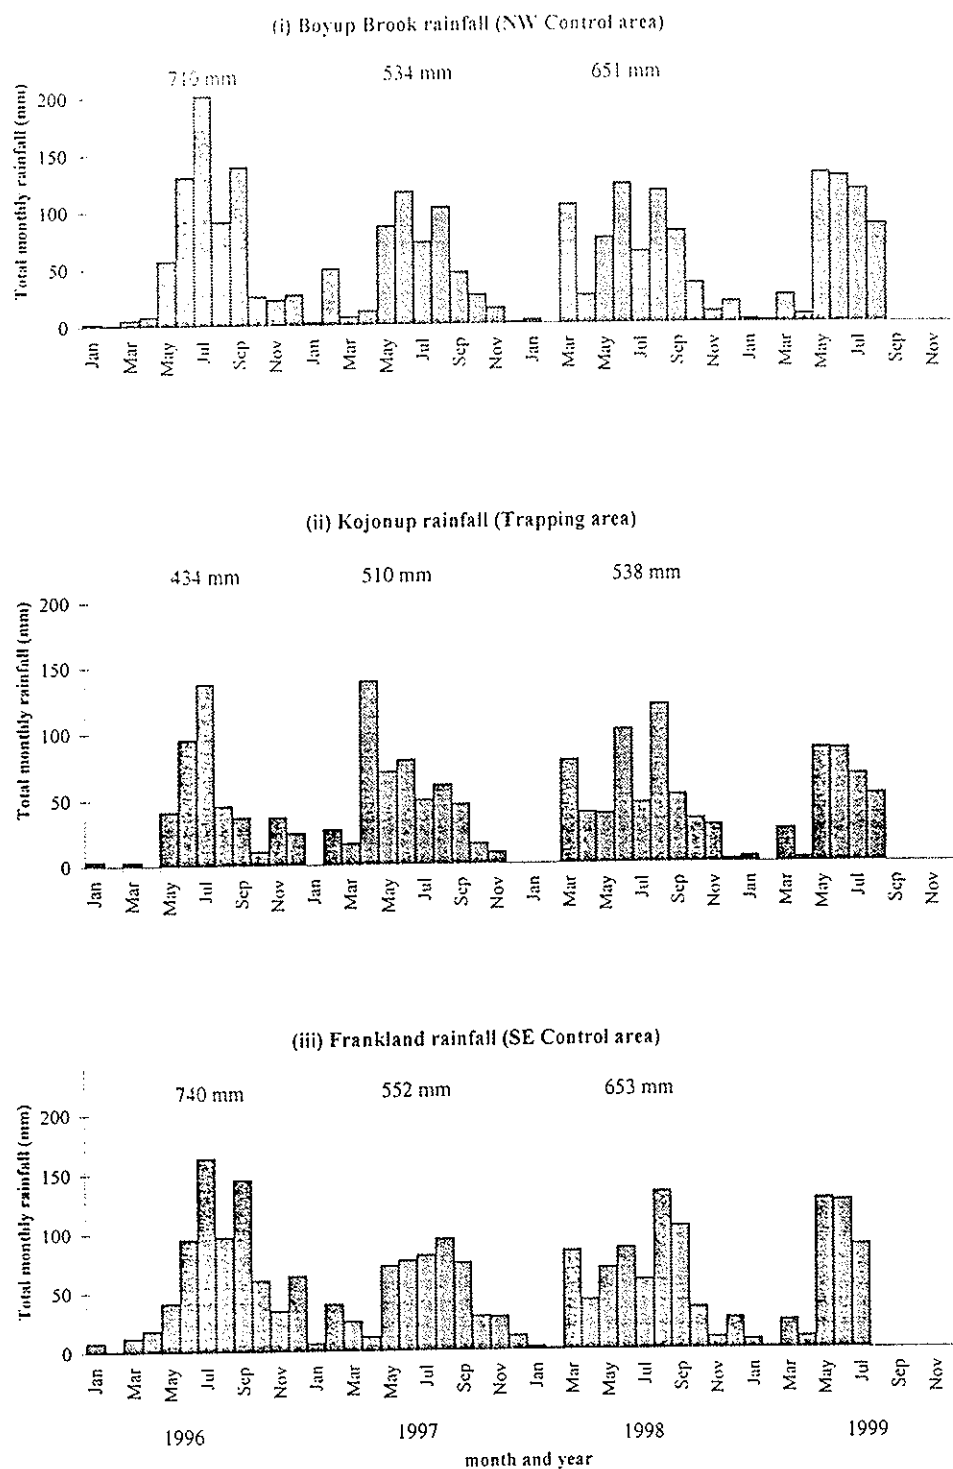 (i) Boyup Brook rainfall (NW Control area)
716 mm 534 mm 651 mm
Total monthly rainfall (mm)
200
150
100
50
0
Jan Mar May Jul Sep Nov Jan Mar May Jul Sep Nov Jan Mar May Jul Sep Nov Jan Mar May Jul Sep Nov
(ii) Kojonup rainfall (Trapping area)
434 mm 510 mm 538 mm
Total monthly rainfall (mm)
200
150
100
50
0
Jan Mar May Jul Sep Nov Jan Mar May Jul Sep Nov Jan Mar May Jul Sep Nov Jan Mar May Jul Sep Nov
(iii) Frankland rainfall (SE Control area)
740 mm 552 mm 653 mm
Total monthly rainfall (mm)
200
150
100
50
0
Jan Mar May Jul Sep Nov Jan Mar May Jul Sep Nov Jan Mar May Jul Sep Nov Jan Mar May Jul Sep Nov
1996 1997 1998 1999
month and year